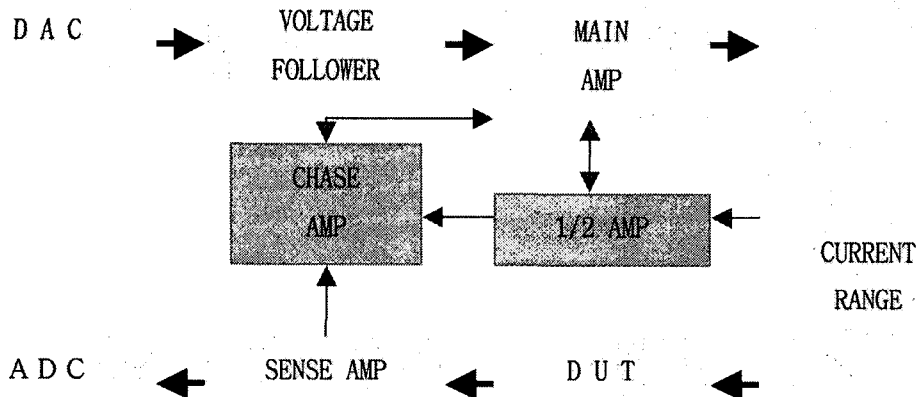 D A C
VOLTAGE
FOLLOWER
MAIN
AMP
CHASE
AMP
1/2 AMP
CURRENT
RANGE
A D C
SENSE AMP
D U T